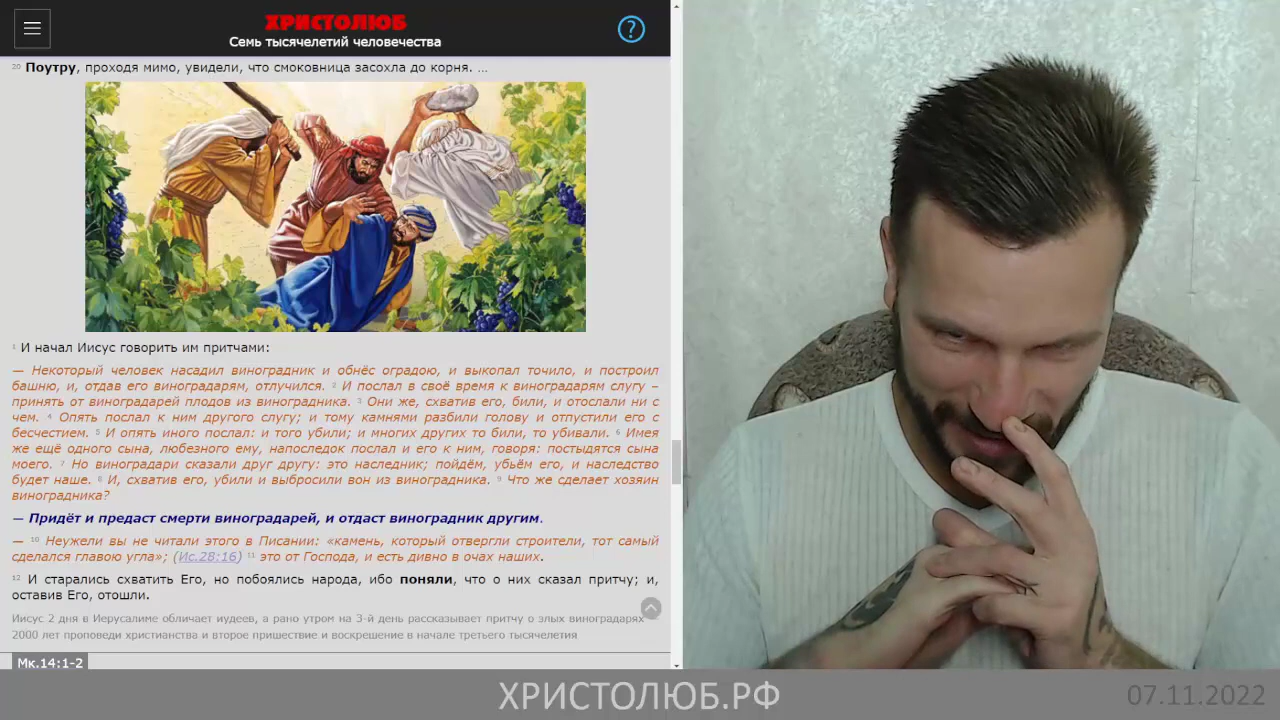 ХРИСТОЛЮБ
Семь тысячелетий человечества
?
20 Поутру, проходя мимо, увидели, что смоковница засохла до корня. ...
1 И начал Иисус говорить им притчами:
— Некоторый человек насадил виноградник и обнёс оградою, и выкопал точило, и построил
башню, и, отдав его виноградарям, отлучился. 2 И послал в своё время к виноградарям слугу –
принять от виноградарей плодов из виноградника. 3 Они же, схватив его, били, и отослали ни с
чем. 4 Опять послал к ним другого слугу; и тому камнями разбили голову и отпустили его с
бесчестием. 5 И опять иного послал: и того убили; и многих других то били, то убивали. 6 Имея
же ещё одного сына, любезного ему, напоследок послал и его к ним, говоря: постыдятся сына
моего. 7 Но виноградари сказали друг другу: это наследник; пойдём, убьём его, и наследство
будет наше. 8 И, схватив его, убили и выбросили вон из виноградника. 9 Что же сделает хозяин
виноградника?
— Придёт и предаст смерти виноградарей, и отдаст виноградник другим.
— 10 Неужели вы не читали этого в Писании: «камень, который отвергли строители, тот самый
сделался главою угла»; (Ис.28:16) 11 это от Господа, и есть дивно в очах наших.
12 И старались схватить Его, но побоялись народа, ибо поняли, что о них сказал притчу; и,
оставив Его, отошли.
Иисус 2 дня в Иерусалиме обличает иудеев, а рано утром на 3-й день рассказывает притчу о злых виноградарях –
2000 лет проповеди христианства и второе пришествие и воскрешение в начале третьего тысячелетия
Мк.14:1-2
ХРИСТОЛЮБ.РФ
07.11.2022